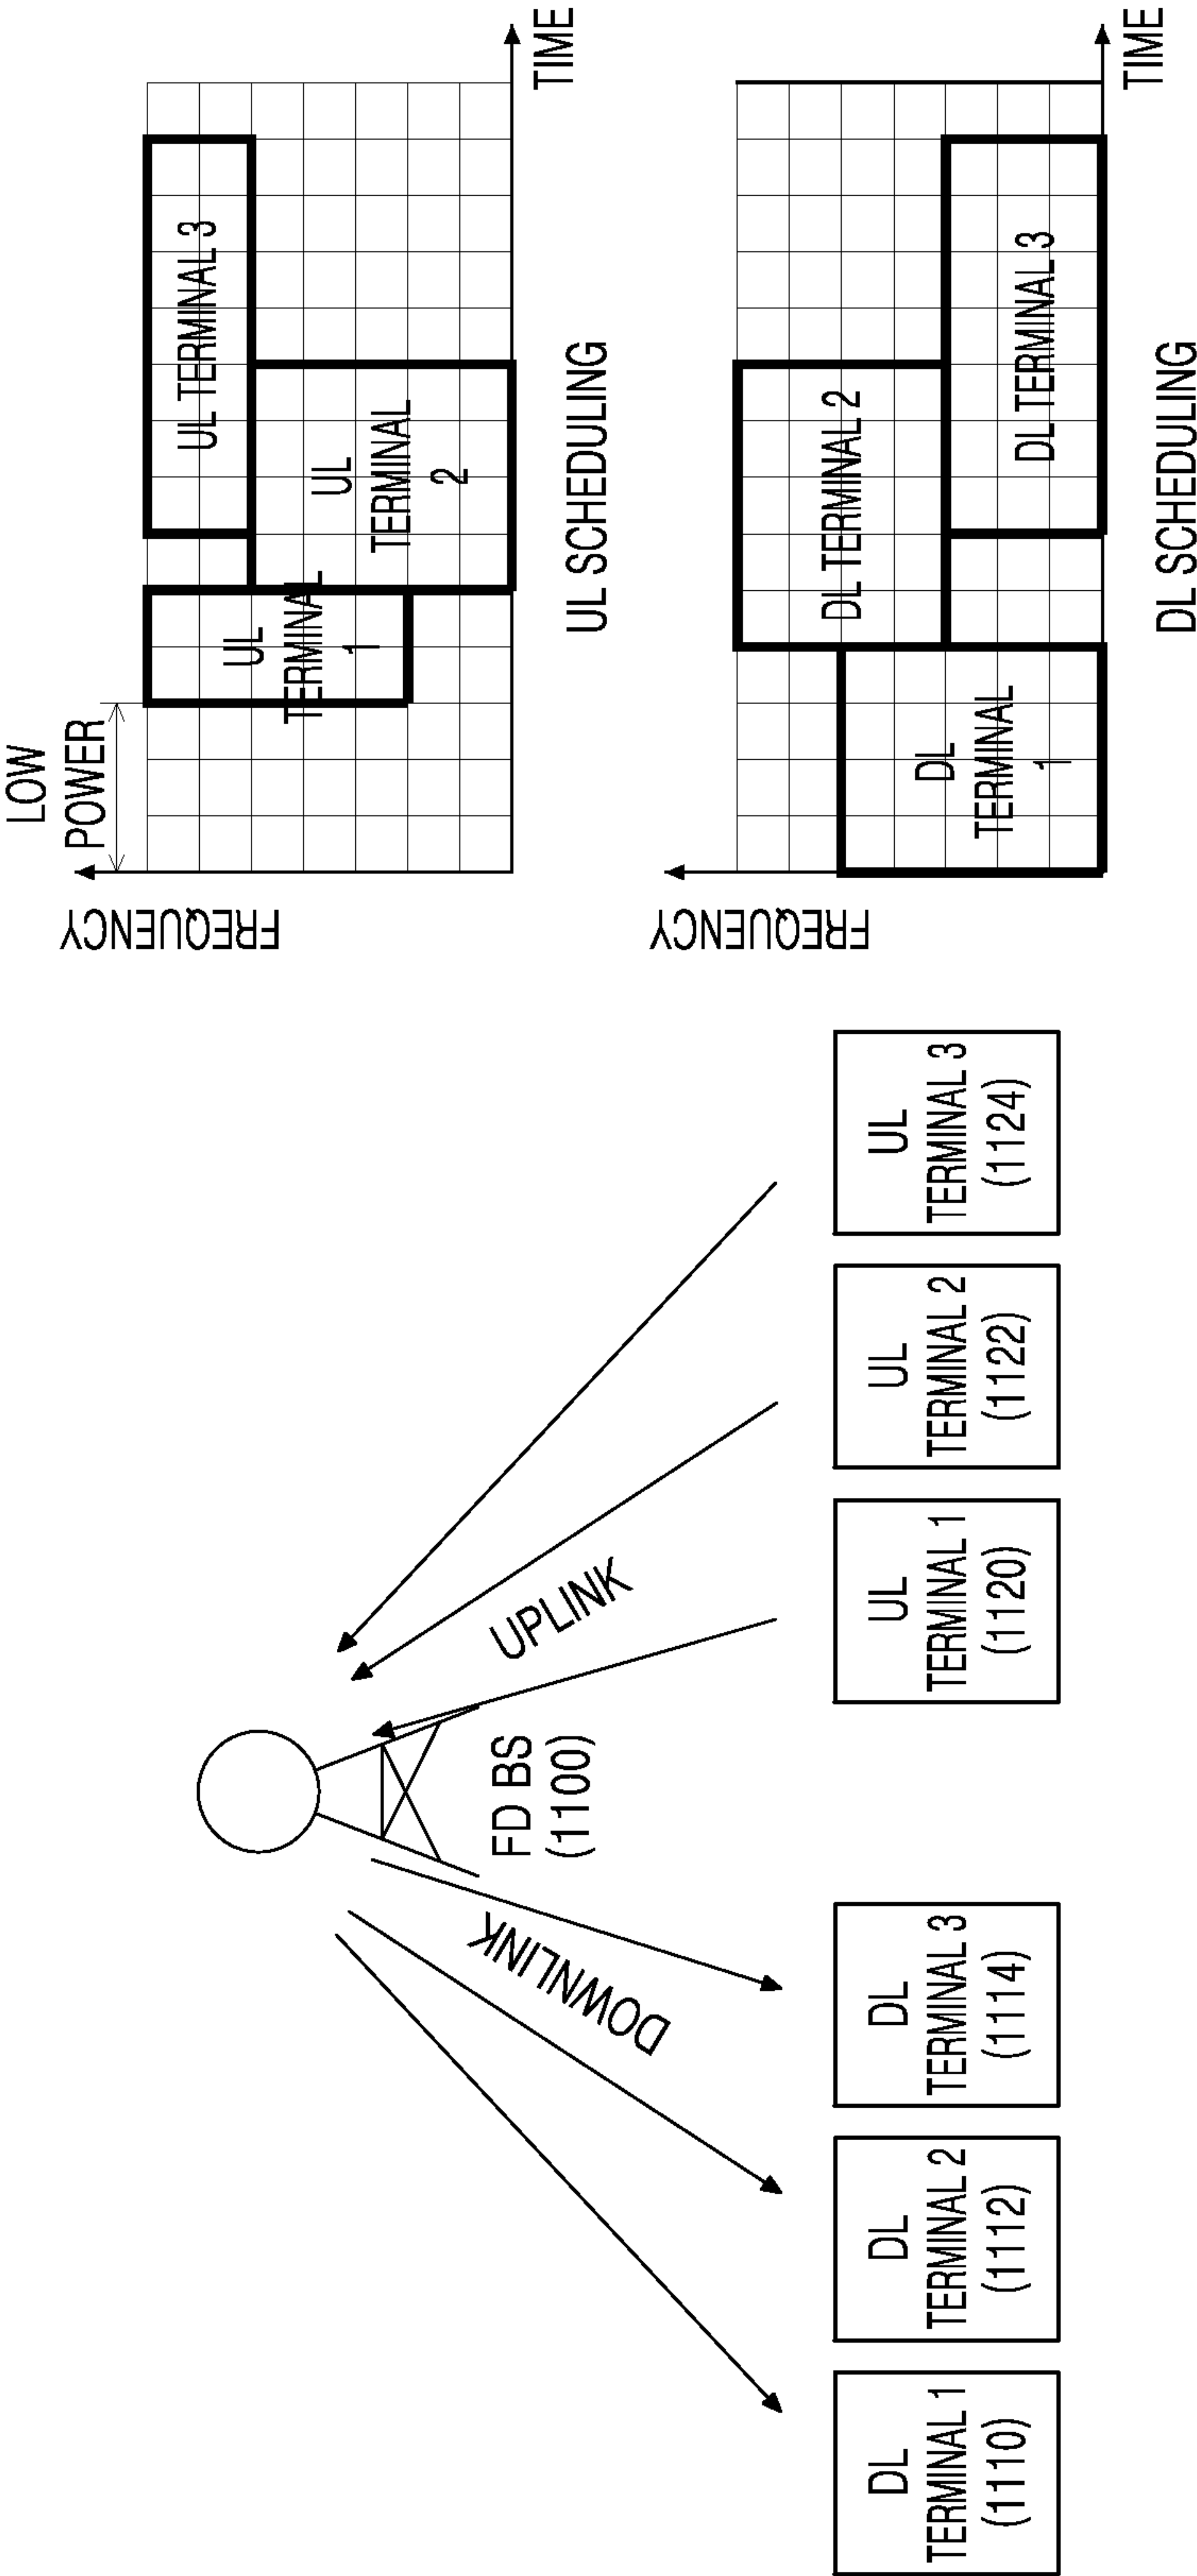 FD BS
(1100)
DOWNLINK
UPLINK
DL
TERMINAL 1
(1110)
DL
TERMINAL 2
(1112)
DL
TERMINAL 3
(1114)
UL
TERMINAL 1
(1120)
UL
TERMINAL 2
(1122)
UL
TERMINAL 3
(1124)
LOW
POWER
FREQUENCY
UL
TERMINAL
1
UL
TERMINAL
2
UL TERMINAL 3
TIME
UL SCHEDULING
FREQUENCY
DL
TERMINAL
1
DL TERMINAL 2
DL TERMINAL 3
TIME
DL SCHEDULING